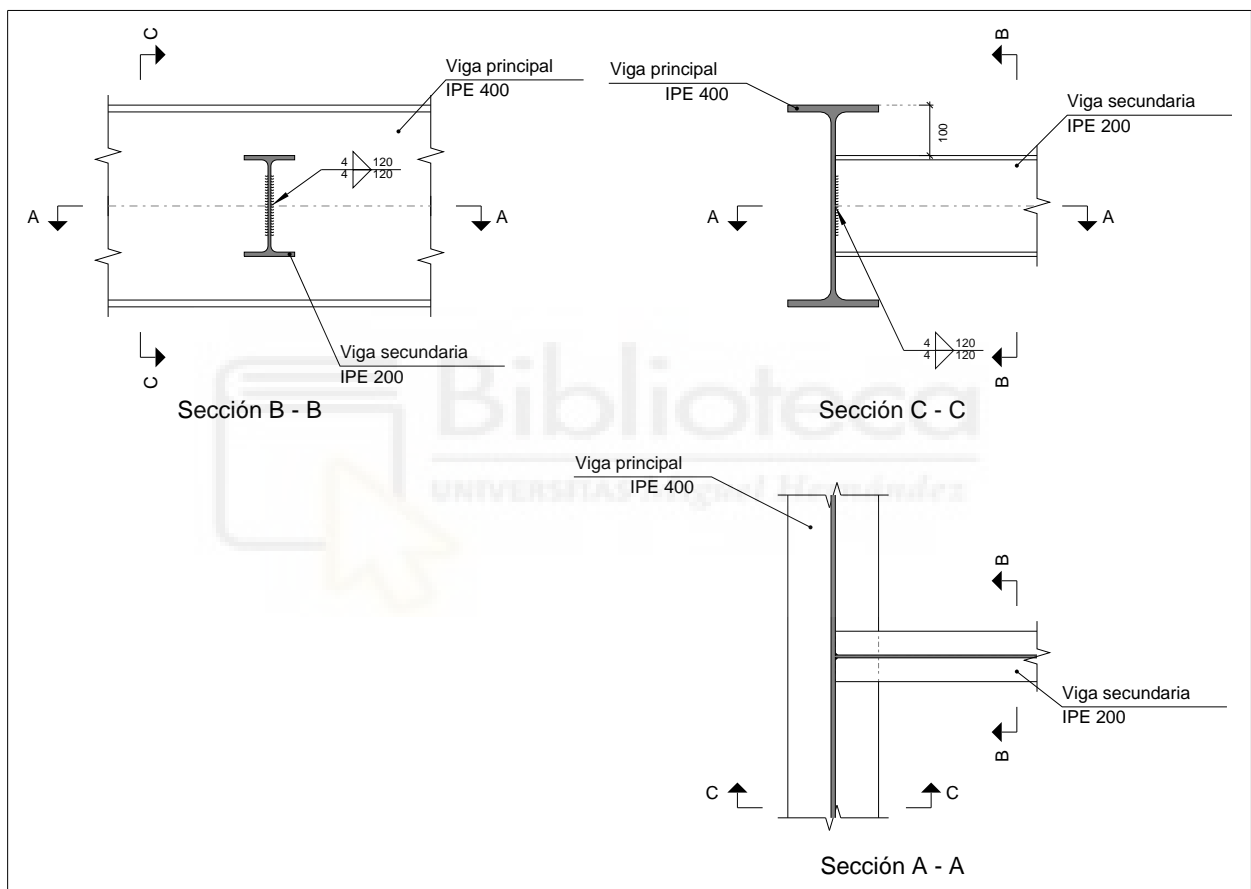 C
Viga principal
IPE 400
4 120
4 120
A
A
Viga secundaria
IPE 200
C
Sección B - B
B
Viga principal
IPE 400
100
Viga secundaria
IPE 200
A
A
4 120
4 120
B
Sección C - C
Biblioteca
UNIVERSITAS Miguel Hernández
Viga principal
IPE 400
B
Viga secundaria
IPE 200
B
C
C
Sección A - A